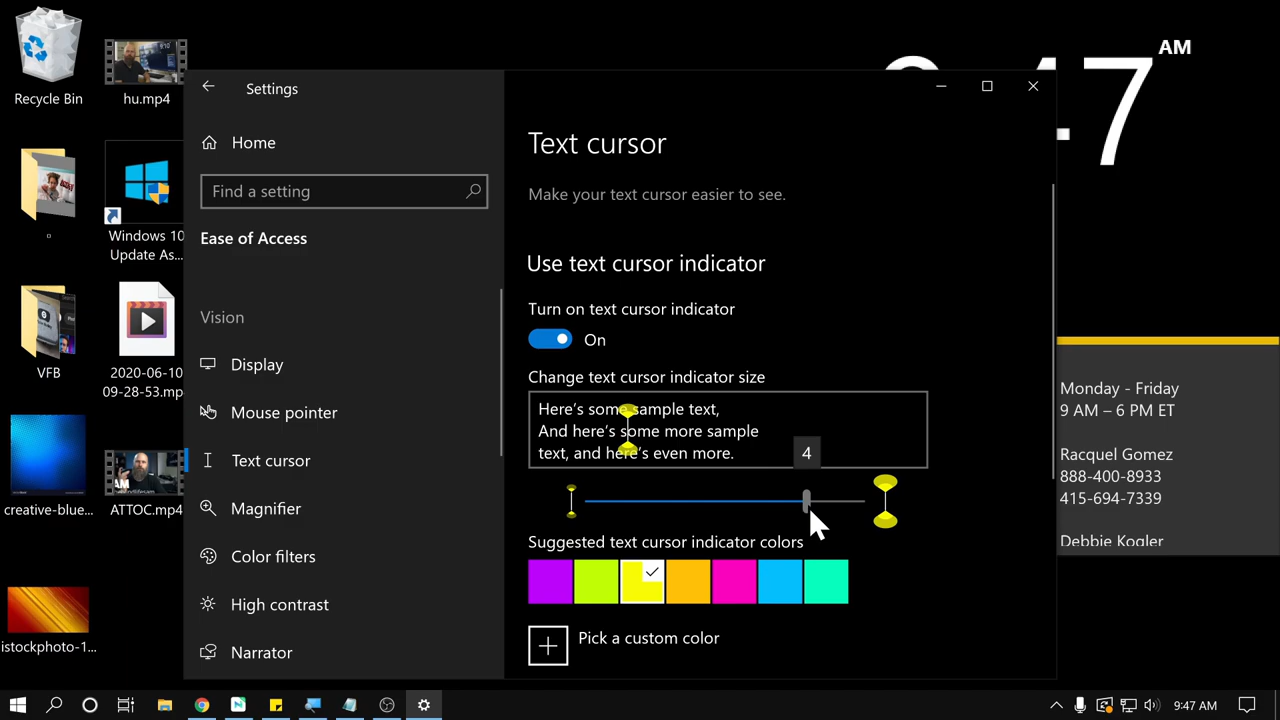 Recycle Bin
hu.mp4
Windows 10
Update As...
VFB
2020-06-10
09-28-53.mp
creative-blue...
ATTOC.mp4
istockphoto-1...
Settings
Home
Find a setting
Ease of Access
Vision
Display
Mouse pointer
Text cursor
Magnifier
Color filters
High contrast
Narrator
Text cursor
Make your text cursor easier to see.
Use text cursor indicator
Turn on text cursor indicator
On
Change text cursor indicator size
Here's some sample text,
And here's some more sample
text, and here's even more.
4
Suggested text cursor indicator colors
Pick a custom color
AM
47
Monday - Friday
9 AM – 6 PM ET
Racquel Gomez
888-400-8933
415-694-7339
Debbie Kogler
9:47 AM